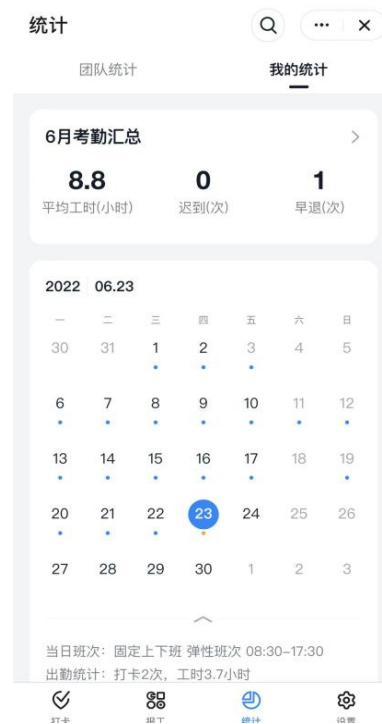 统计
团队统计 我的统计
6月考勤汇总
8.8 0 1
平均工时(小时) 迟到(次) 早退(次)
2022 06.23
一 二 三 四 五 六 日
30 31 1 2 3 4 5
6 7 8 9 10 11 12
13 14 15 16 17 18 19
20 21 22 23 24 25 26
27 28 29 30 1 2 3
当日班次：固定上下班 弹性班次 08:30-17:30
出勤统计：打卡2次，工时3.7小时
打卡 报工 统计 设置